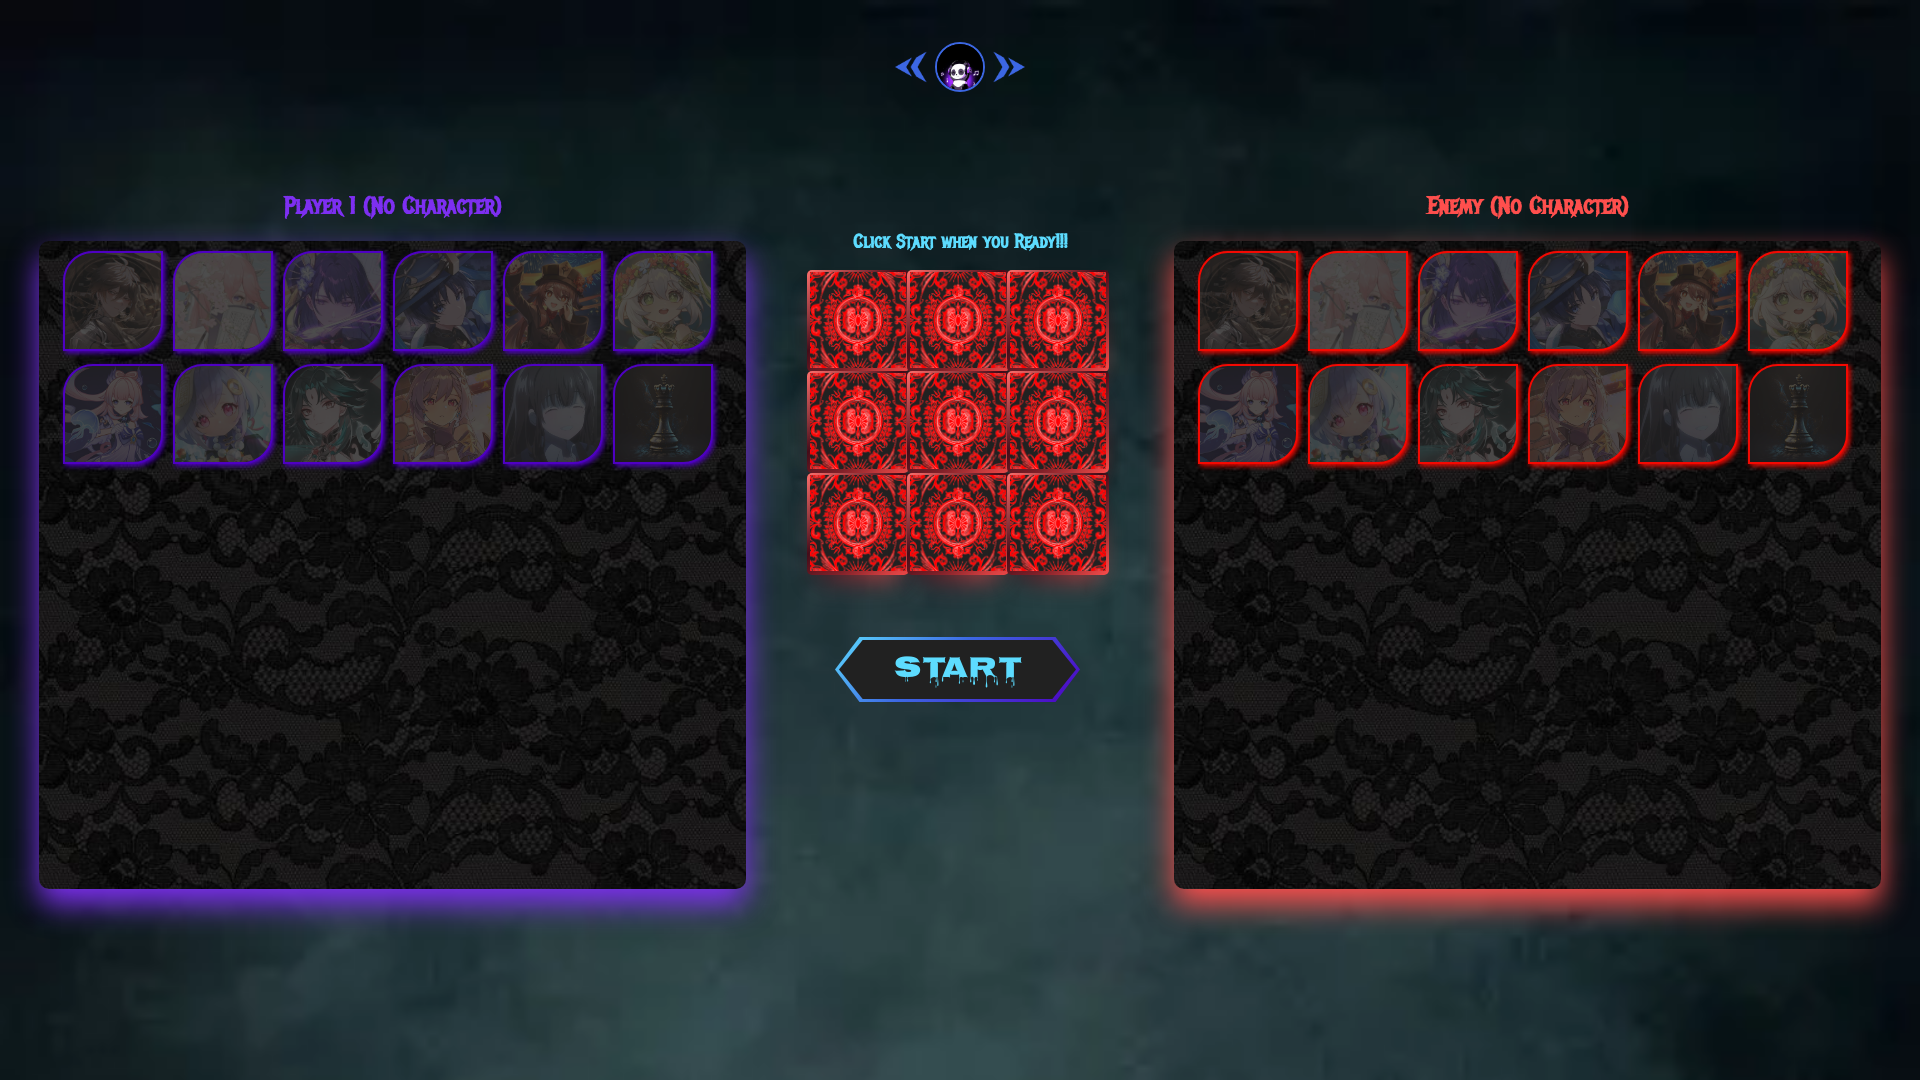 Player 1 (No Character)
Enemy (No Character)
Click Start when you Ready!!!
START